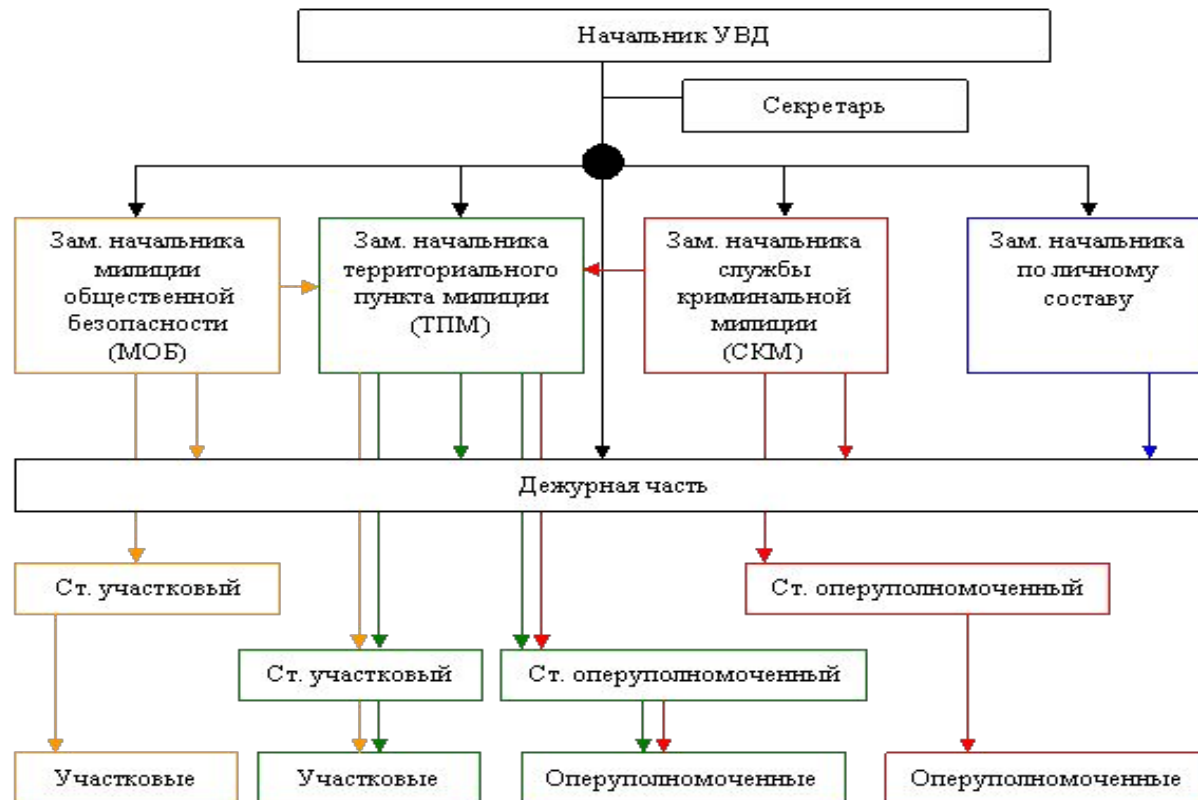 Начальник УВД
Секретарь
Зам. начальника
милиции
общественной
безопасности
(МОБ)
Зам. начальника
территориального
пункта милиции
(ТПМ)
Зам. начальника
службы
криминальной
милиции
(СКМ)
Зам. начальника
по личному
составу
Дежурная часть
Ст. участковый
Ст. оперуполномоченный
Ст. участковый
Ст. оперуполномоченный
Участковые
Участковые
Оперуполномоченные
Оперуполномоченные